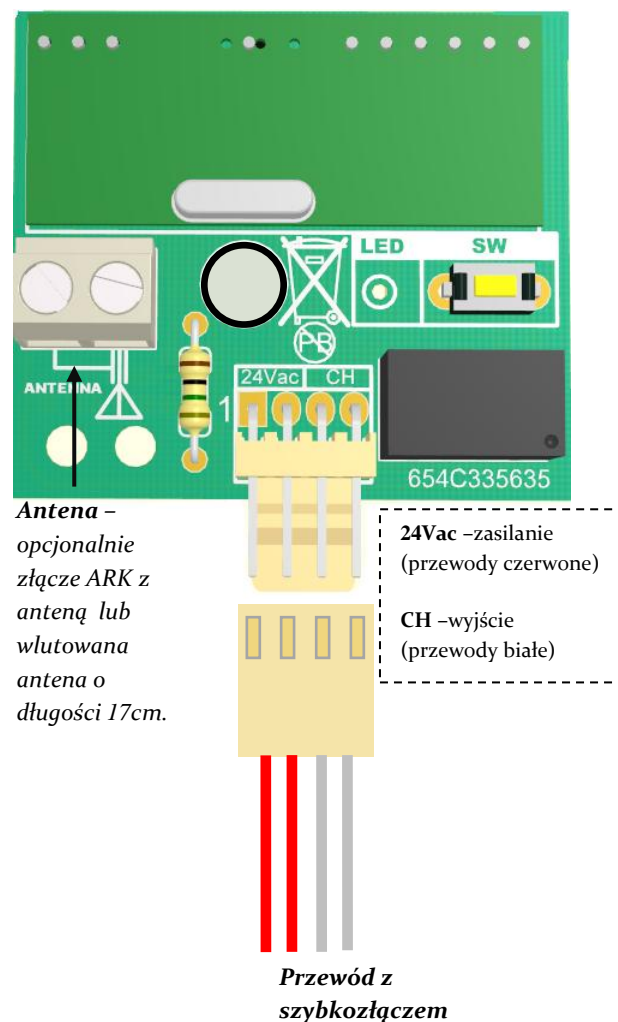 LED
SW
PB
ANTENNA
24Vac
CH
1
654C335635
Antena –
opcjonalnie
złącze ARK z
anteną lub
wlutowana
antena o
długości 17cm.
24Vac –zasilanie
(przewody czerwone)
CH –wyjście
(przewody białe)
Przewód z
szybkozłączem